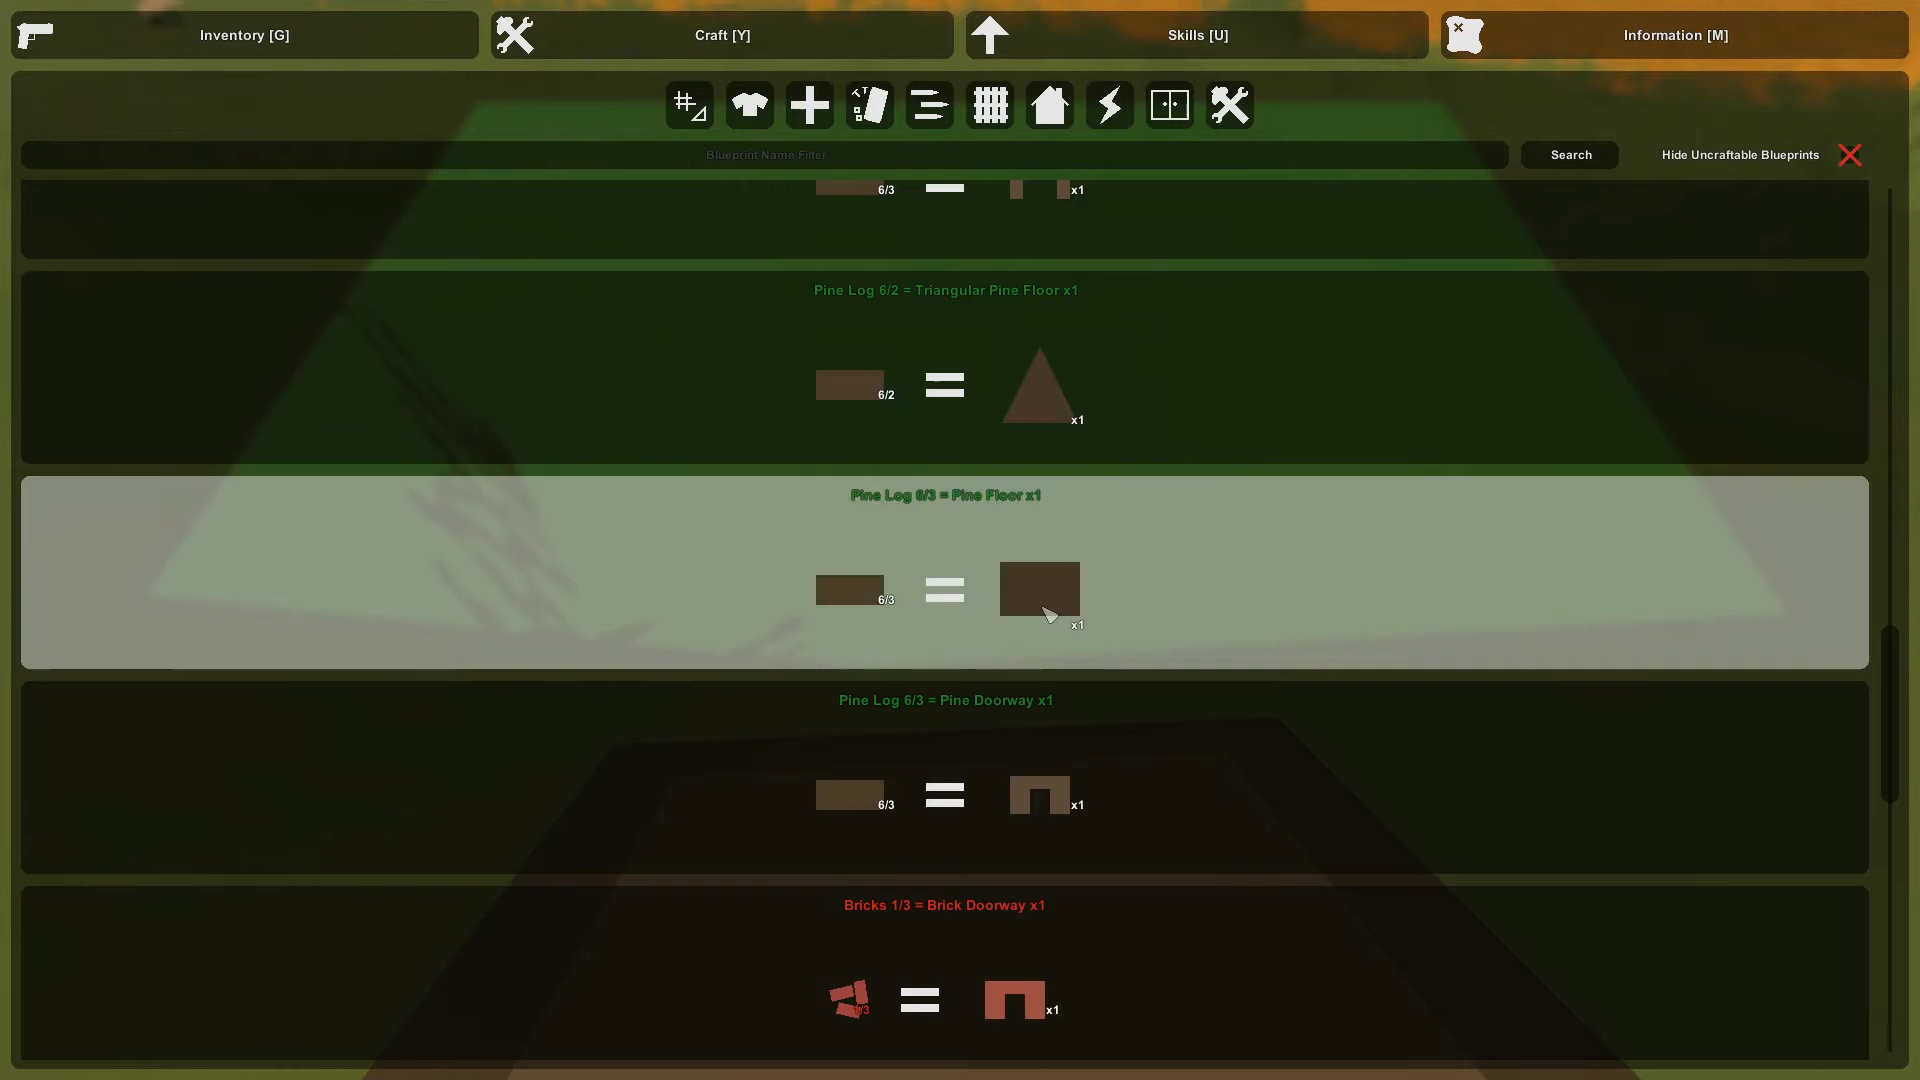 Inventory [G]
Craft [Y]
Skills [U]
Information [M]
Blueprint Name Filter
Search
Hide Uncraftable Blueprints
6/3
x1
Pine Log 6/2 = Triangular Pine Floor x1
6/2
x1
Pine Log 6/3 = Pine Floor x1
6/3
x1
Pine Log 6/3 = Pine Doorway x1
6/3
x1
Bricks 1/3 = Brick Doorway x1
1/3
x1